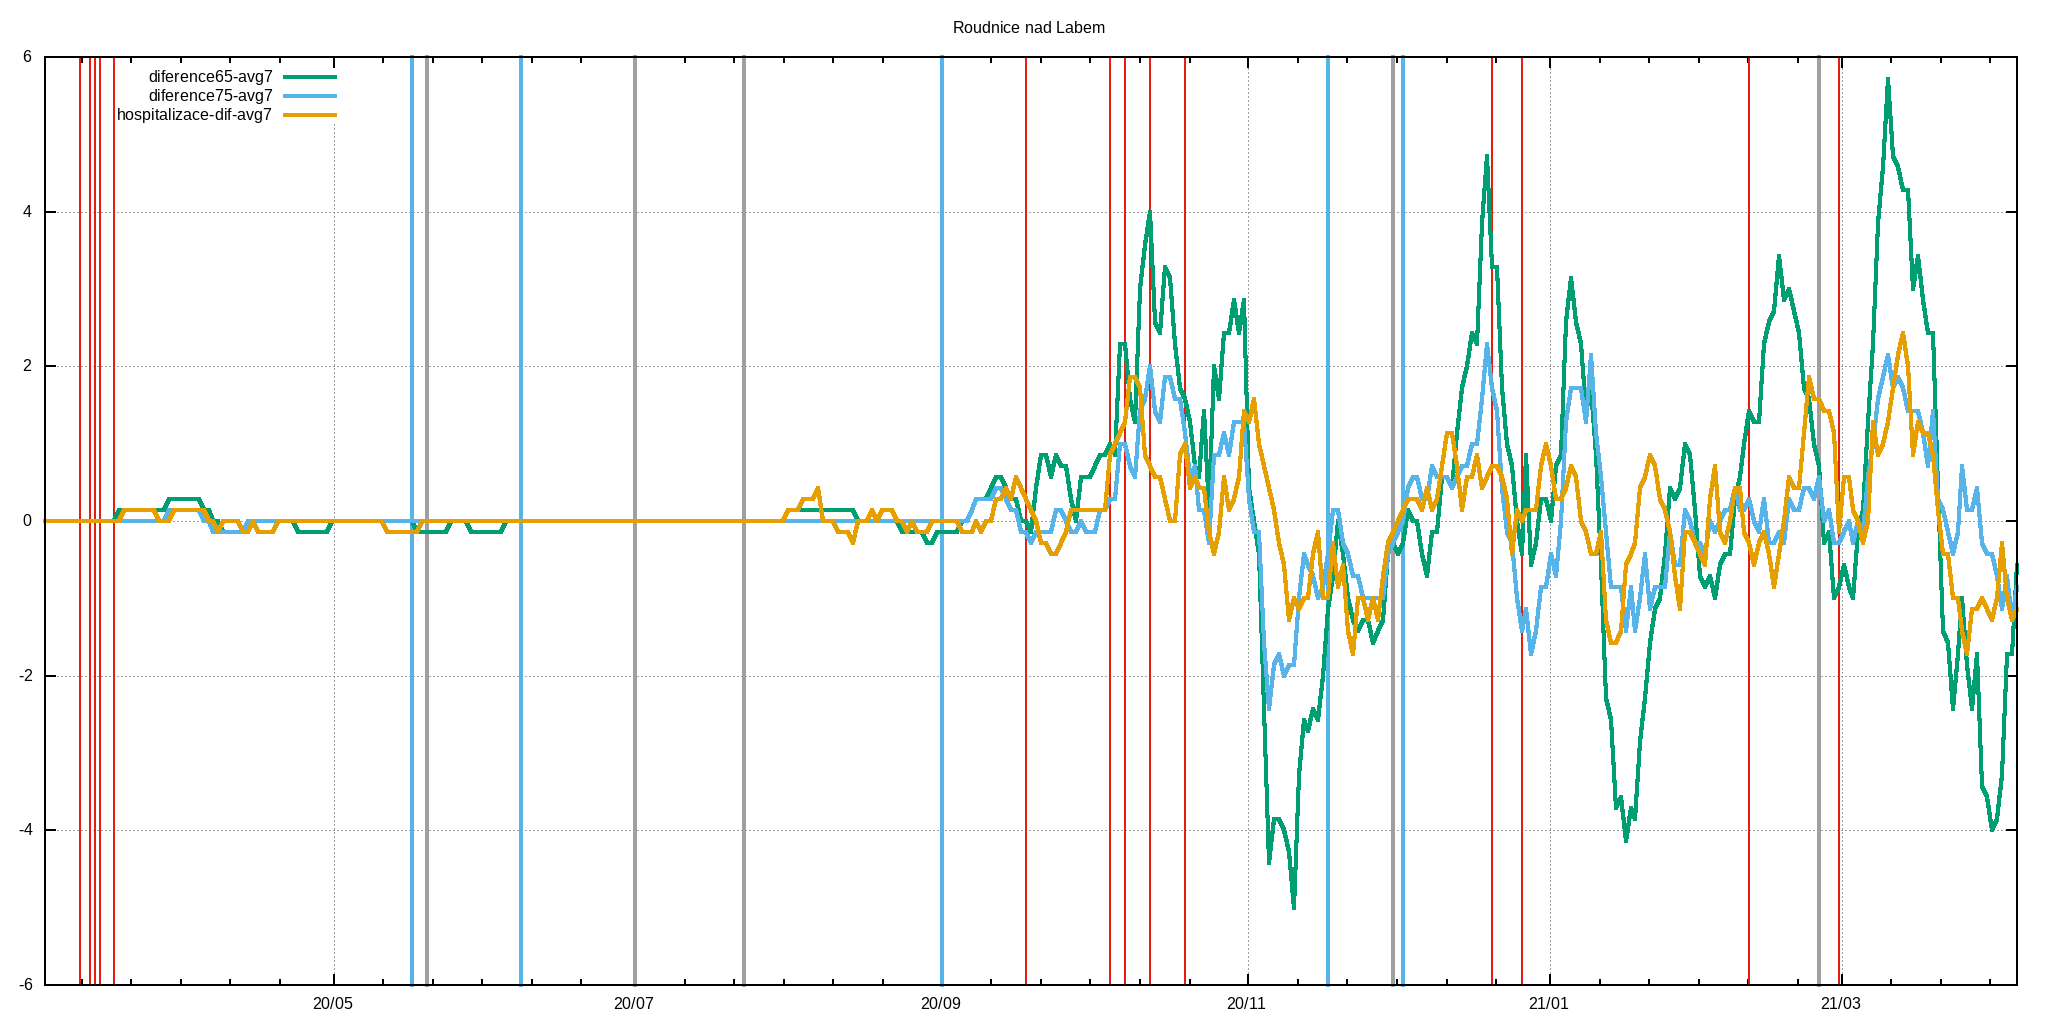 Roudnice nad Labem
diference65-avg7
diference75-avg7
hospitalizace-dif-avg7
6
4
2
0
-2
-4
-6
20/05 20/07 20/09 20/11 21/01 21/03